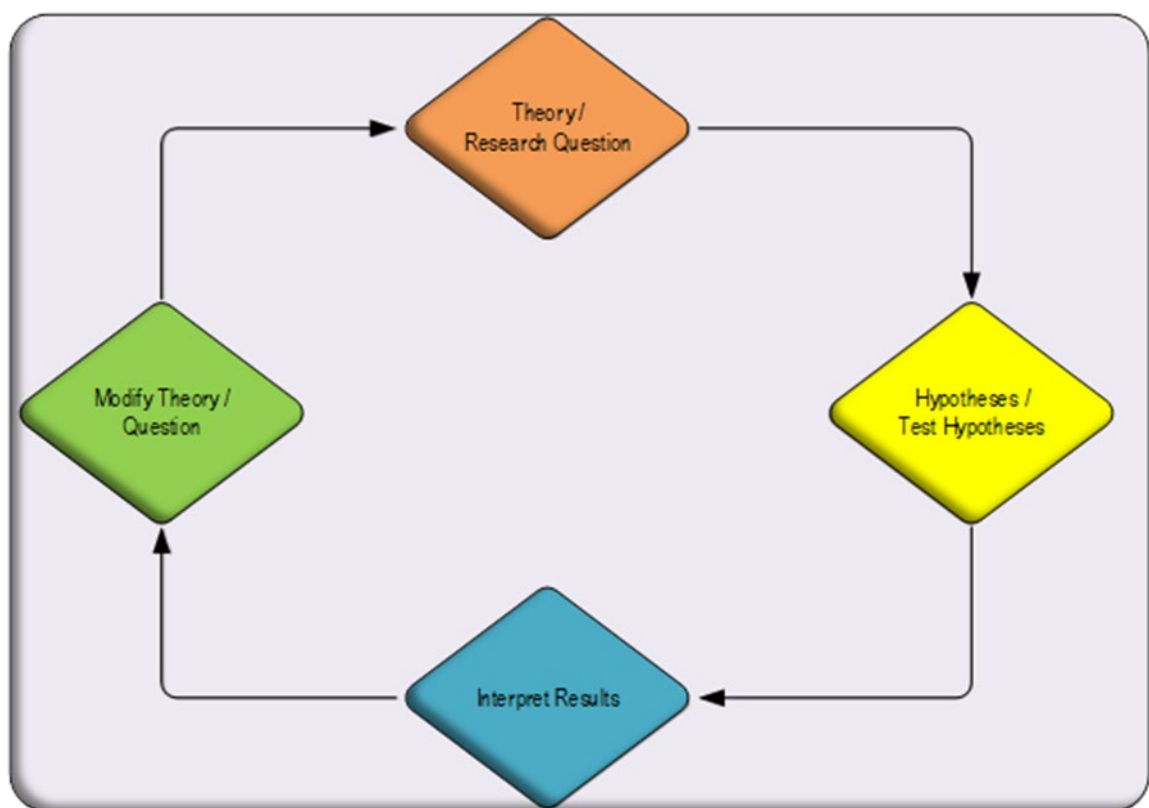 Theory /
Research Question
Hypotheses /
Test Hypotheses
Interpret Results
Modify Theory /
Question